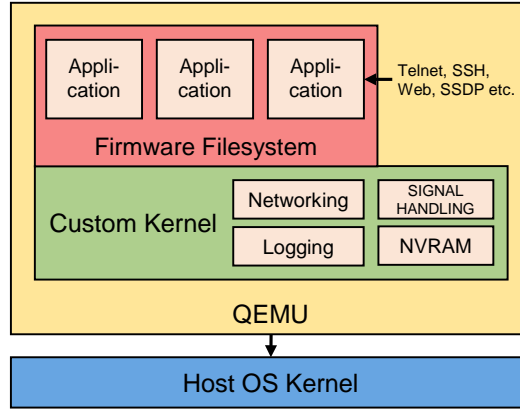 Appli-
cation
Appli-
cation
Appli-
cation
Telnet, SSH,
Web, SSDP etc.
Firmware Filesystem
Custom Kernel
Networking
SIGNAL
HANDLING
Logging
NVRAM
QEMU
Host OS Kernel